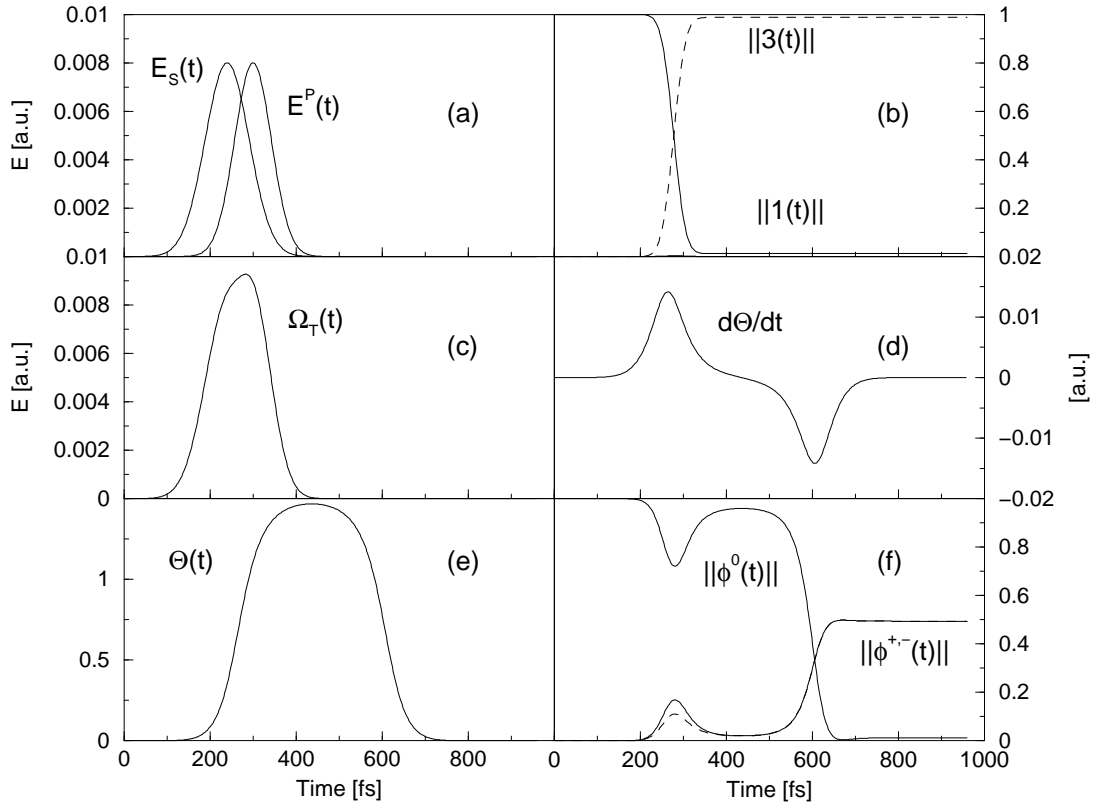 0.01
0.008
0.006
0.004
0.002
0.01
E [a.u.]
E_S(t)
E^P(t)
(a)
1
0.8
0.6
0.4
0.2
0.02
||3(t)||
||1(t)||
(b)
0.008
0.006
0.004
0.002
0
E [a.u.]
Ω_T(t)
(c)
0.01
0
−0.01
−0.02
[a.u.]
dΘ/dt
(d)
1
0.5
0
Θ(t)
(e)
0.8
0.6
0.4
0.2
0
||ϕ^0(t)||
||ϕ^{+,−}(t)||
(f)
0 200 400 600 800 0 200 400 600 800 1000
Time [fs] Time [fs]